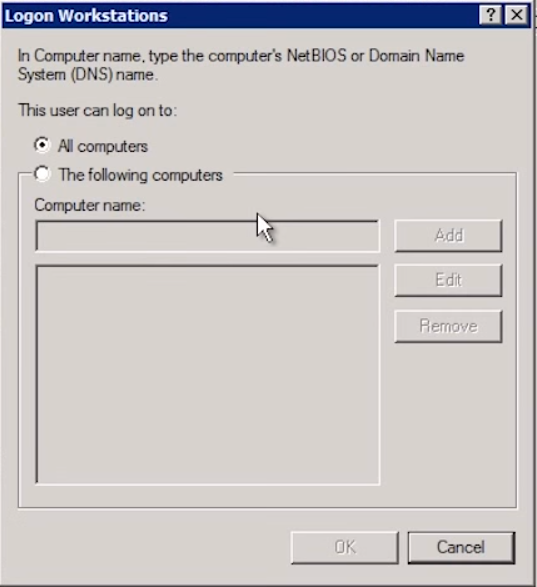 Logon Workstations
In Computer name, type the computer's NetBIOS or Domain Name
System (DNS) name.
This user can log on to:
All computers
The following computers
Computer name:
Add
Edit
Remove
OK
Cancel